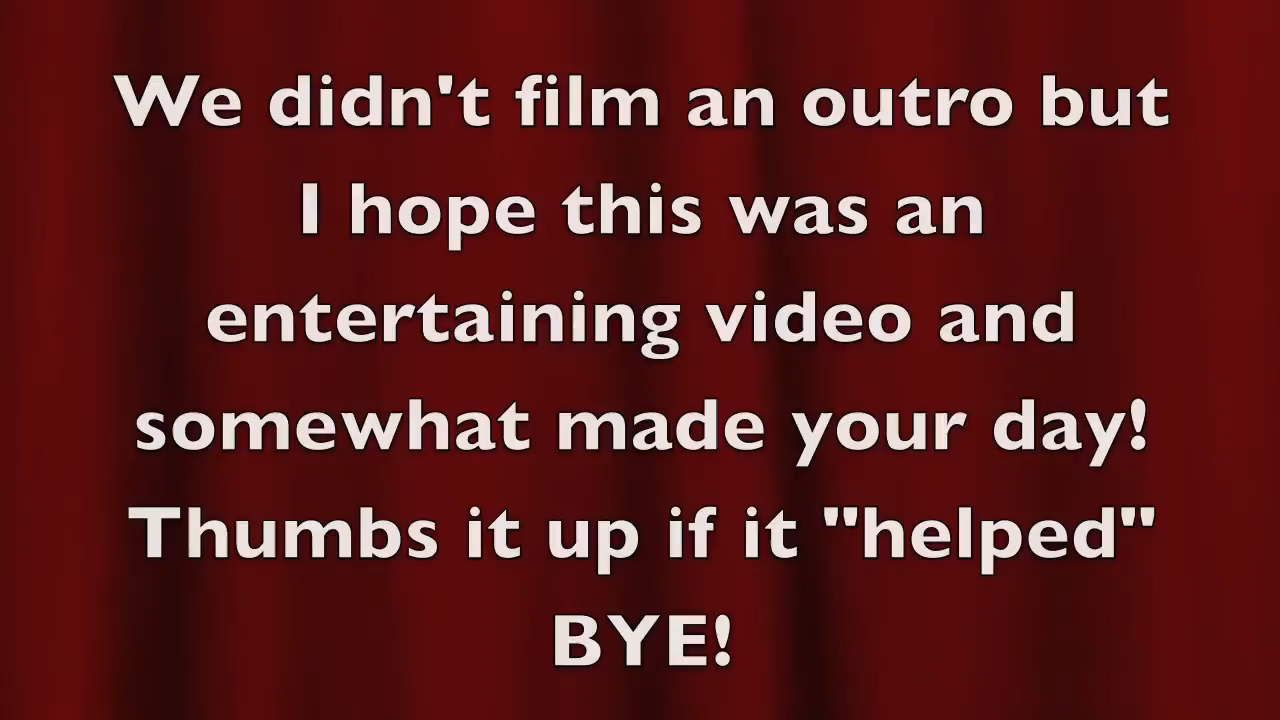 We didn't film an outro but
I hope this was an
entertaining video and
somewhat made your day!
Thumbs it up if it "helped"
BYE!